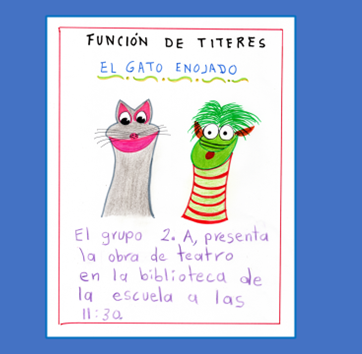 FUNCIÓN DE TITERES
EL GATO ENOJADO
El grupo 2.A, presenta
la obra de teatro
en la biblioteca de
la escuela a las
11:30